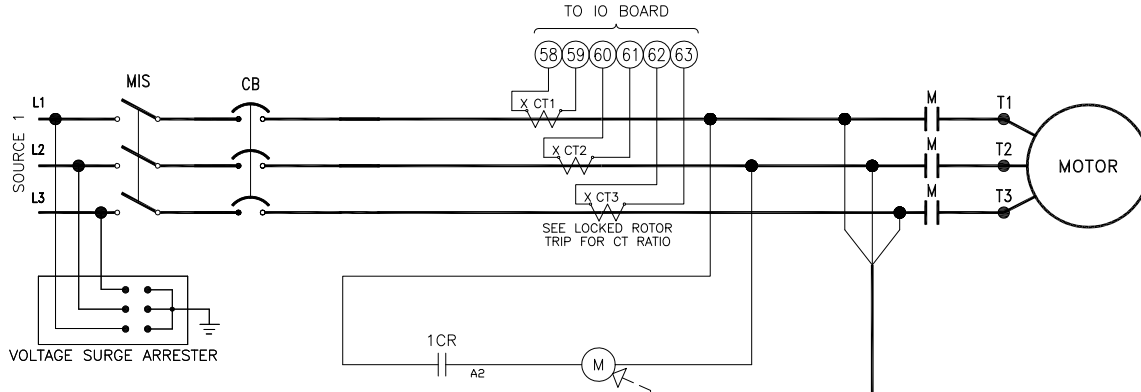 TO IO BOARD
58 59 60 61 62 63
MIS
CB
L1
X CT1
M
T1
SOURCE 1
L2
X CT2
M
T2
MOTOR
L3
X CT3
M
T3
SEE LOCKED ROTOR
TRIP FOR CT RATIO
VOLTAGE SURGE ARRESTER
1CR
A2
M